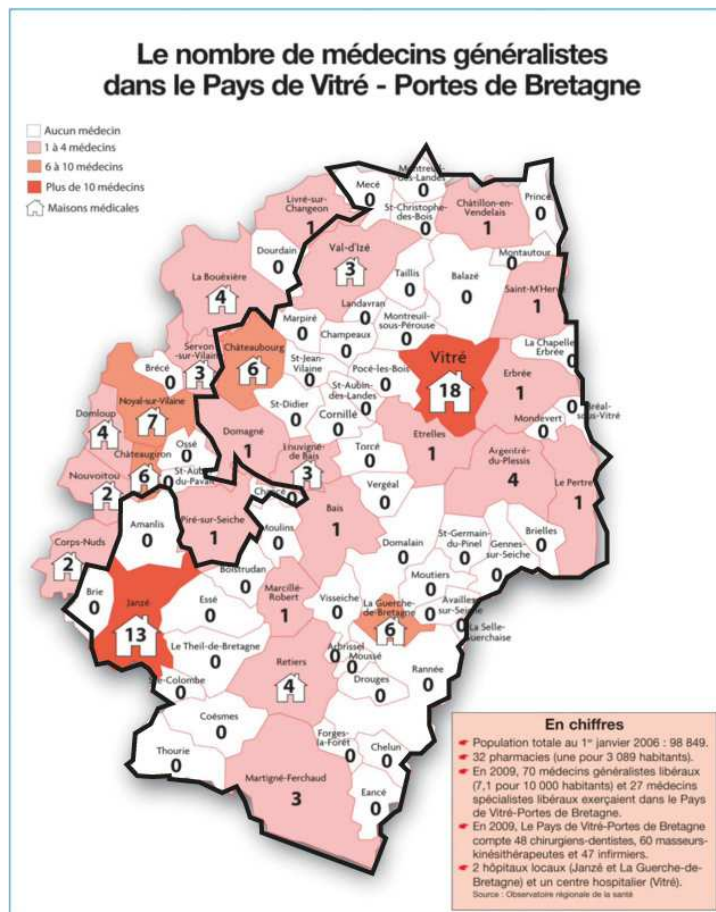 Le nombre de médecins généralistes
dans le Pays de Vitré - Portes de Bretagne
Aucun médecin
1 à 4 médecins
6 à 10 médecins
Plus de 10 médecins
Maisons médicales
Montreuil-
des-Landes
0
Mecé
0
Princé
0
Livré-sur-
Changeon
1
St-Christophe-
des-Bois
0
Châtillon-en-
Vendelais
1
Dourdain
0
Val-d'Izé
3
Taillis
0
Balazé
0
Montautour
0
La Bouëxière
4
Landavran
0
Saint-M'Hervé
1
Marpiré
0
Champeaux
0
Montreuil-
sous-Pérouse
0
Servon-
sur-Vilaine
3
Châteaubourg
6
La Chapelle-
Erbrée
0
Brécé
0
St-Jean-
Vilaine
0
Pocé-les-Bois
0
Vitré
18
Erbrée
1
Noyal-sur-Vilaine
7
St-Didier
0
St-Aubin-
des-Landes
0
Cornillé
0
Mondevert
0
Bréal-
sous-Vitré
0
Domloup
4
Domagné
1
Etrelles
1
Ossé
0
Louvigné-
de-Bais
3
Torcé
0
Argentré-
du-Plessis
4
Châteaugiron
6
St-Aubin-
du-Pavail
0
Nouvoitou
2
Vergéal
0
Le Pertre
1
0
Amanlis
0
Piré-sur-Seiche
1
Moulins
0
Bais
1
Corps-Nuds
2
Domalain
0
St-Germain-
du-Pinel
0
Gennes-
sur-Seiche
0
Brielles
0
Boistrudan
0
Moutiers
0
Brie
0
Janzé
13
Essé
0
Marcillé-
Robert
1
Visseiche
0
La Guerche-
de-Bretagne
6
Availles-
sur-Seiche
0
La Selle-
Guerchaise
0
Le Theil-de-Bretagne
0
Arbrissel
0
Moussé
0
Rannée
0
Ste-Colombe
0
Retiers
4
Drouges
0
Coësmes
0
Forges-
la-Forêt
0
Chelun
0
Thourie
0
Martigné-Ferchaud
3
Eancé
0
En chiffres
Population totale au 1er janvier 2006 : 98 849.
32 pharmacies (une pour 3 089 habitants).
En 2009, 70 médecins généralistes libéraux
(7,1 pour 10 000 habitants) et 27 médecins
spécialistes libéraux exerçaient dans le Pays
de Vitré-Portes de Bretagne.
En 2009, Le Pays de Vitré-Portes de Bretagne
compte 48 chirurgiens-dentistes, 60 masseurs-
kinésithérapeutes et 47 infirmiers.
2 hôpitaux locaux (Janzé et La Guerche-de-
Bretagne) et un centre hospitalier (Vitré).
Source : Observatoire régionale de la santé